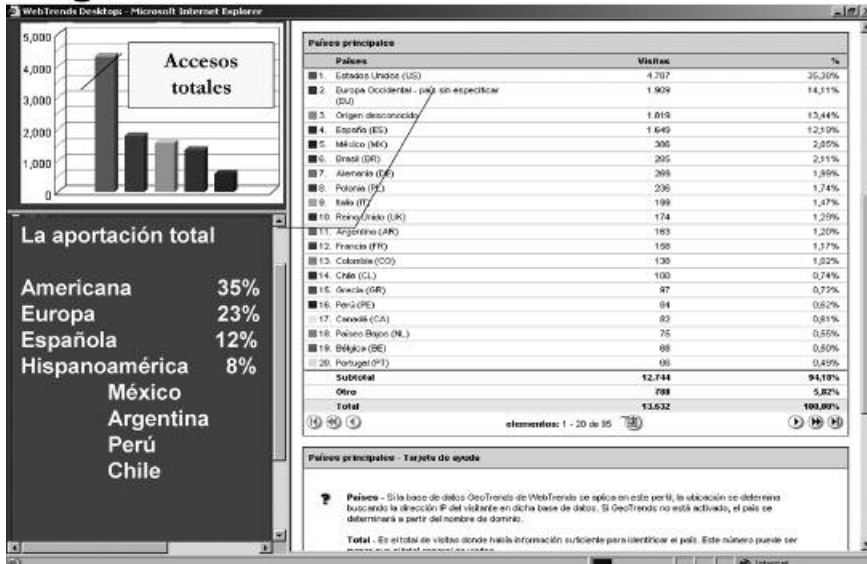 WebTrends Desktop: - Microsoft Internet Explorer
5,000
4,000
3,000
2,000
1,000
0
Accesos
totales
La aportación total
Americana 35%
Europa 23%
Española 12%
Hispanoamérica 8%
México
Argentina
Perú
Chile
Países principales
Países Visitas %
1. Estados Unidos (US) 4.787 35,38%
2. Europa Occidental - país sin especificar 1.909 14,11%
(EU)
3. Origen desconocido 1.819 13,44%
4. España (ES) 1.649 12,19%
5. México (MX) 386 2,85%
6. Brasil (BR) 285 2,11%
7. Alemania (DE) 269 1,99%
8. Polonia (PL) 236 1,74%
9. Italia (IT) 199 1,47%
10. Reino Unido (UK) 174 1,29%
11. Argentina (AR) 163 1,20%
12. Francia (FR) 158 1,17%
13. Colombia (CO) 138 1,02%
14. Chile (CL) 100 0,74%
15. Grecia (GR) 97 0,72%
16. Perú (PE) 84 0,62%
17. Canadá (CA) 82 0,61%
18. Países Bajos (NL) 75 0,55%
19. Bélgica (BE) 68 0,50%
20. Portugal (PT) 66 0,49%
Subtotal 12.744 94,18%
Otro 788 5,82%
Total 13.532 100,00%
elementos: 1 - 20 de 95
Países principales - Tarjeta de ayuda
?
Países - Si la base de datos GeoTrends de WebTrends se aplica en este perfil, la ubicación se determina
buscando la dirección IP del visitante en dicha base de datos. Si GeoTrends no está activado, el país se
determinará a partir del nombre de dominio.
Total - Es el total de visitas donde había información suficiente para identificar el país. Este número puede ser
Internet